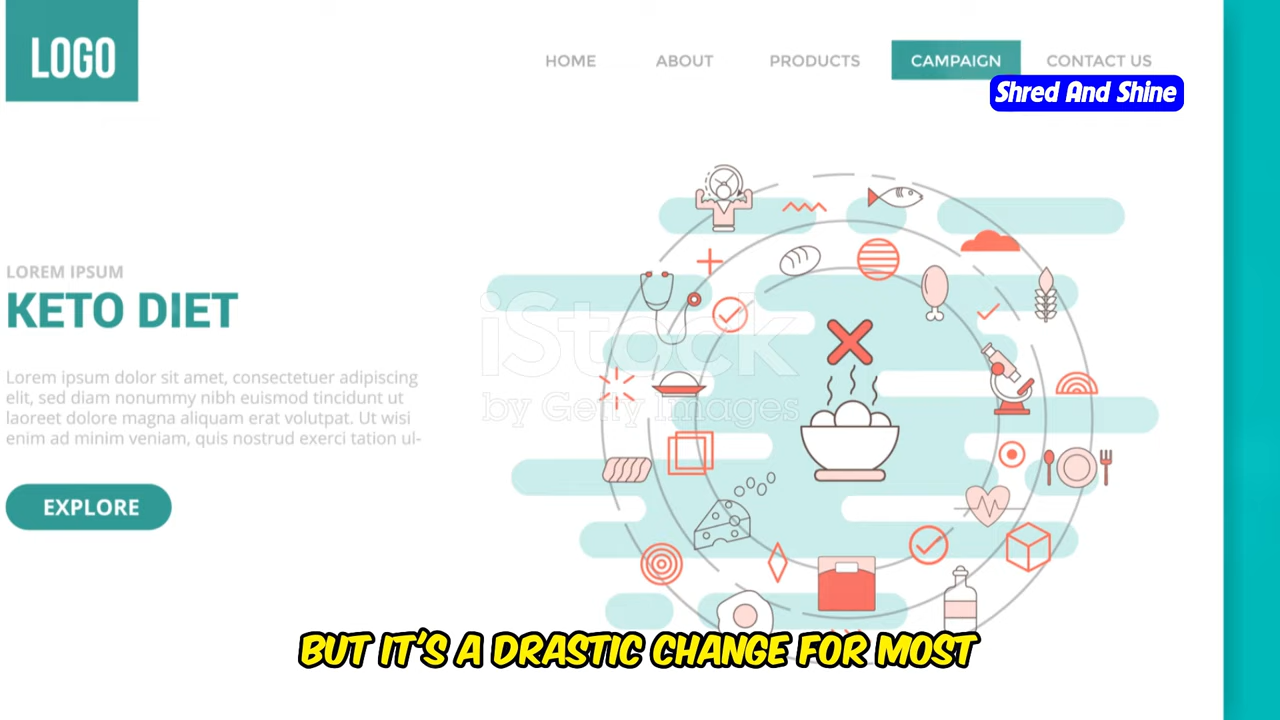 LOGO
HOME ABOUT PRODUCTS CAMPAIGN CONTACT US
Shred And Shine
LOREM IPSUM
KETO DIET
Lorem ipsum dolor sit amet, consectetuer adipiscing
elit, sed diam nonummy nibh euismod tincidunt ut
laoreet dolore magna aliquam erat volutpat. Ut wisi
enim ad minim veniam, quis nostrud exerci tation ul-
EXPLORE
iStock
by Getty Images
BUT IT'S A DRASTIC CHANGE FOR MOST